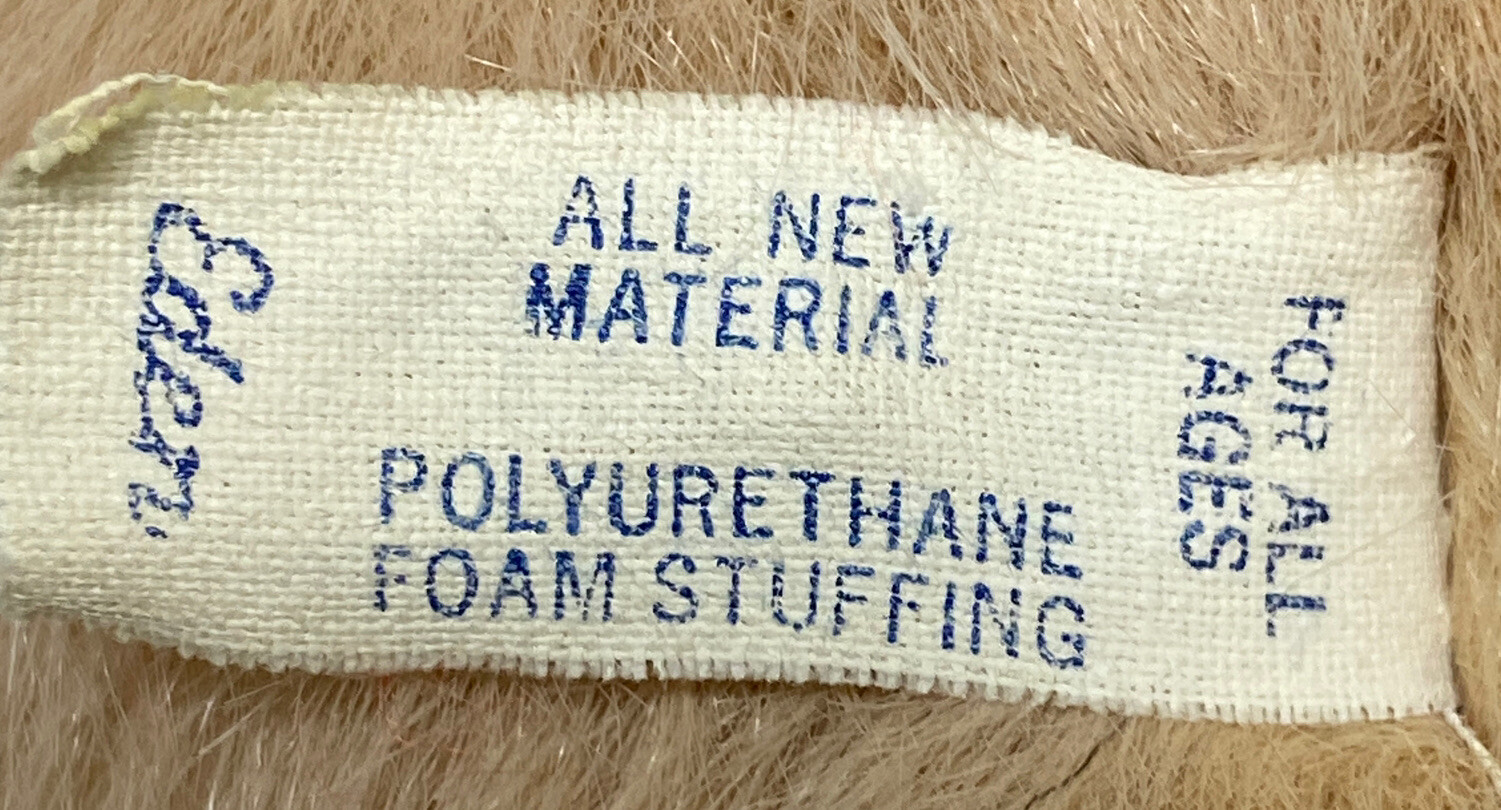 Eden
ALL NEW
MATERIAL
POLYURETHANE
FOAM STUFFING
FOR ALL
AGES